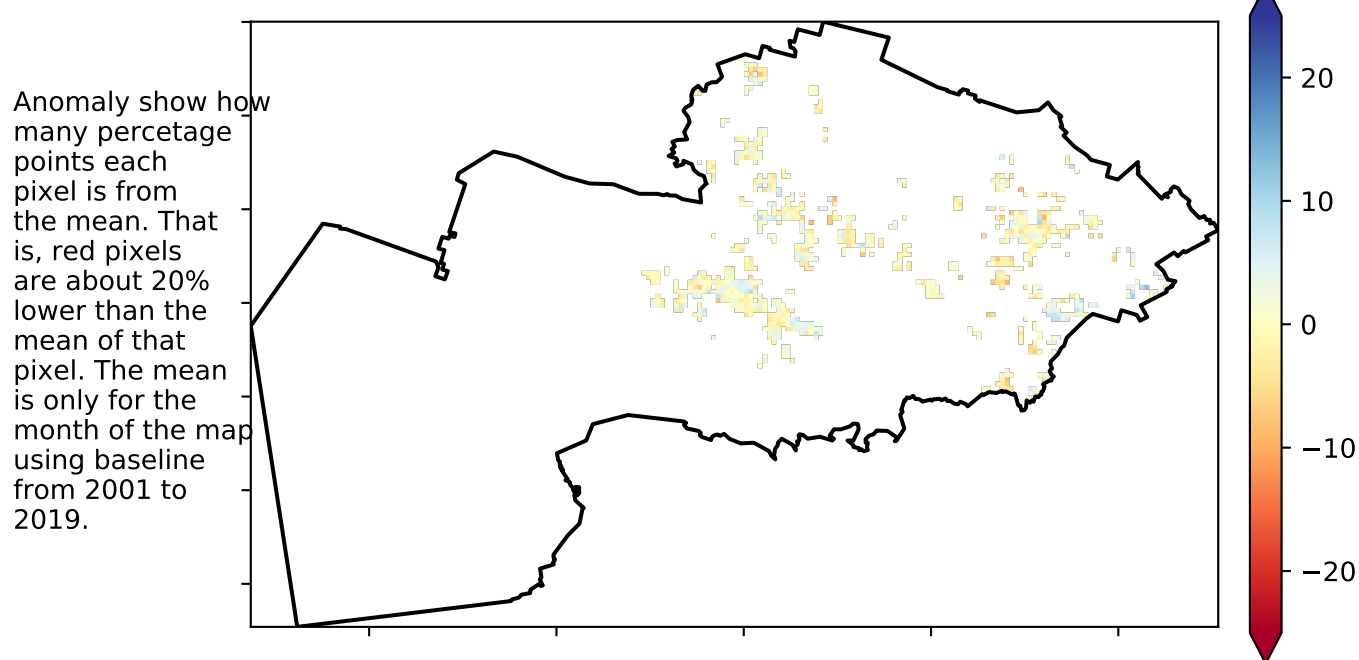 Anomaly show how
many percetage
points each
pixel is from
the mean. That
is, red pixels
are about 20%
lower than the
mean of that
pixel. The mean
is only for the
month of the map
using baseline
from 2001 to
2019.
20
10
0
−10
−20